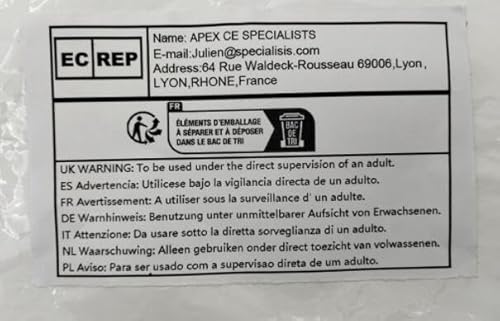 EC REP
Name: APEX CE SPECIALISTS
E-mail:Julien@specialisis.com
Address:64 Rue Waldeck-Rousseau 69006,Lyon,
LYON,RHONE,France
FR
ÉLÉMENTS D'EMBALLAGE
À SÉPARER ET À DÉPOSER
DANS LE BAC DE TRI
BAC
DE
TRI
UK WARNING: To be used under the direct supervision of an adult.
ES Advertencia: Utilicese bajo la vigilancia directa de un adulto.
FR Avertissement: A utiliser sous la surveillance d' un adulte.
DE Warnhinweis: Benutzung unter unmittelbarer Aufsicht von Erwachsenen.
IT Attenzione: Da usare sotto la diretta sorveglianza di un adulto.
NL Waarschuwing: Alleen gebruiken onder direct toezicht van volwassenen.
PL Aviso: Para ser usado com a supervisao direta de um adulto.